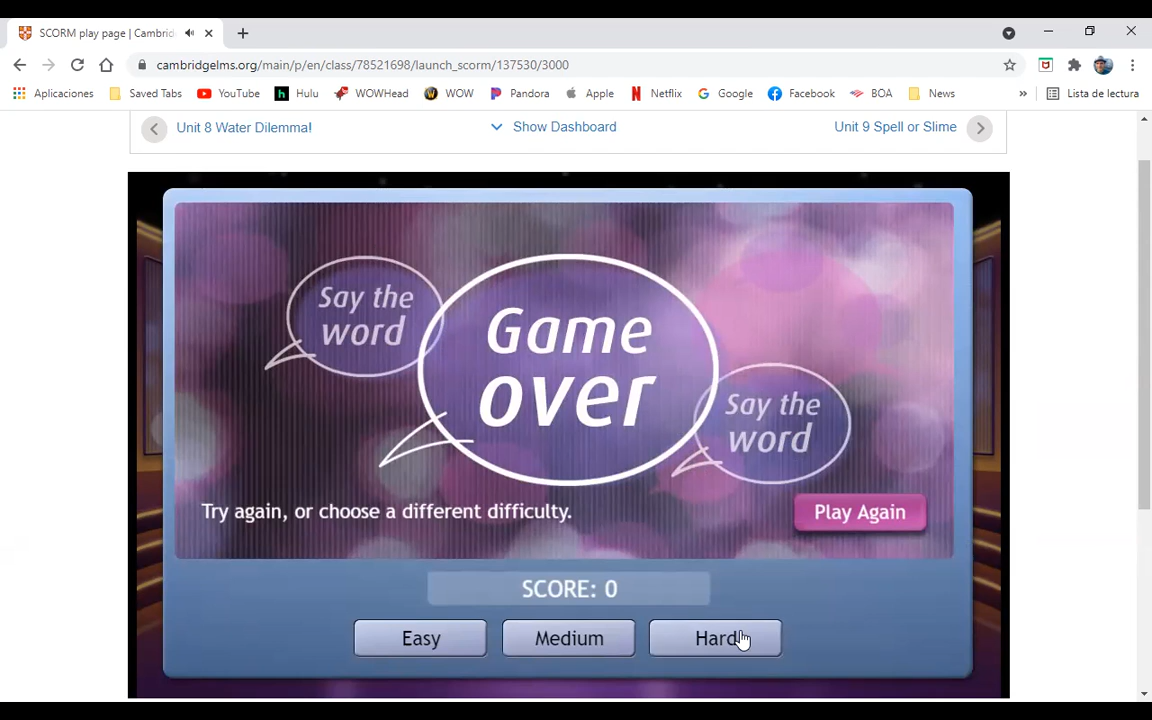 SCORM play page | Cambrid
cambridgelms.org/main/p/en/class/78521698/launch_scorm/137530/3000
Aplicaciones Saved Tabs YouTube Hulu WOWHead WOW Pandora Apple Netflix Google Facebook BOA News » Lista de lectura
Unit 8 Water Dilemma! Show Dashboard Unit 9 Spell or Slime
Say the
word
Game
over
Say the
word
Try again, or choose a different difficulty.
Play Again
SCORE: 0
Easy Medium Hard